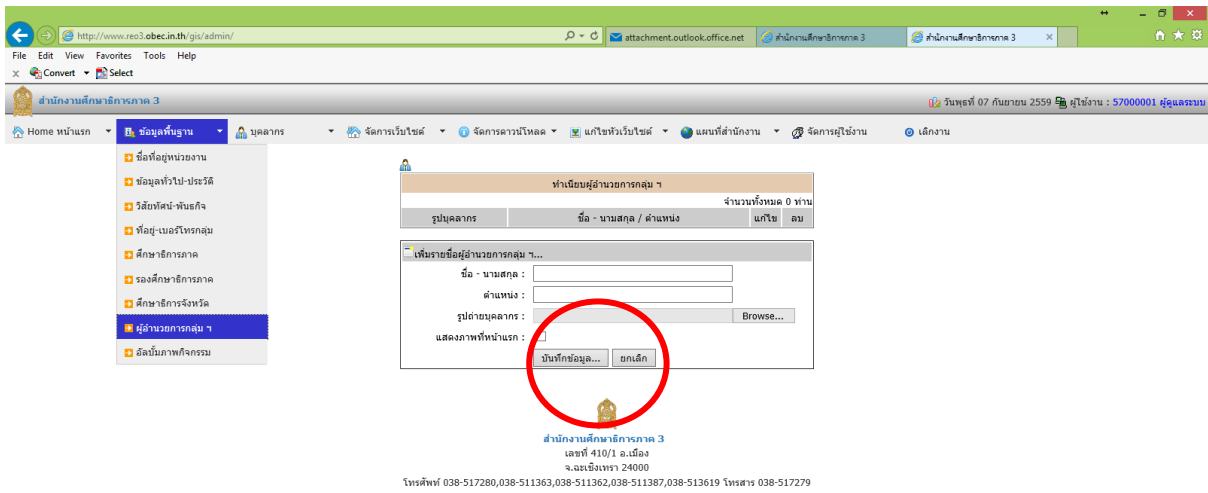 http://www.reo3.obec.in.th/gis/admin/
attachment.outlook.office.net
สำนักงานศึกษาธิการภาค 3
สำนักงานศึกษาธิการภาค 3
File Edit View Favorites Tools Help
x Convert Select
สำนักงานศึกษาธิการภาค 3
วันพุธที่ 07 กันยายน 2559 ผู้ใช้งาน : 57000001 ผู้ดูแลระบบ
Home หน้าแรก ข้อมูลพื้นฐาน บุคลากร จัดการเว็บไซต์ จัดการดาวน์โหลด แก้ไขหัวเว็บไซต์ แผนที่สำนักงาน จัดการผู้ใช้งาน เลิกงาน
ชื่อที่อยู่หน่วยงาน
ข้อมูลทั่วไป-ประวัติ
วิสัยทัศน์-พันธกิจ
ที่อยู่-เบอร์โทรกลุ่ม
ศึกษาธิการภาค
รองศึกษาธิการภาค
ศึกษาธิการจังหวัด
ผู้อำนวยการกลุ่ม ฯ
อัลบั้มภาพกิจกรรม
ทำเนียบผู้อำนวยการกลุ่ม ฯ
จำนวนทั้งหมด 0 ท่าน
รูปบุคลากร ชื่อ - นามสกุล / ตำแหน่ง แก้ไข ลบ
เพิ่มรายชื่อผู้อำนวยการกลุ่ม ฯ...
ชื่อ - นามสกุล :
ตำแหน่ง :
รูปถ่ายบุคลากร : Browse...
แสดงภาพที่หน้าแรก :
บันทึกข้อมูล... ยกเลิก
สำนักงานศึกษาธิการภาค 3
เลขที่ 410/1 อ.เมือง
จ.ฉะเชิงเทรา 24000
โทรศัพท์ 038-517280,038-511363,038-511362,038-511387,038-513619 โทรสาร 038-517279